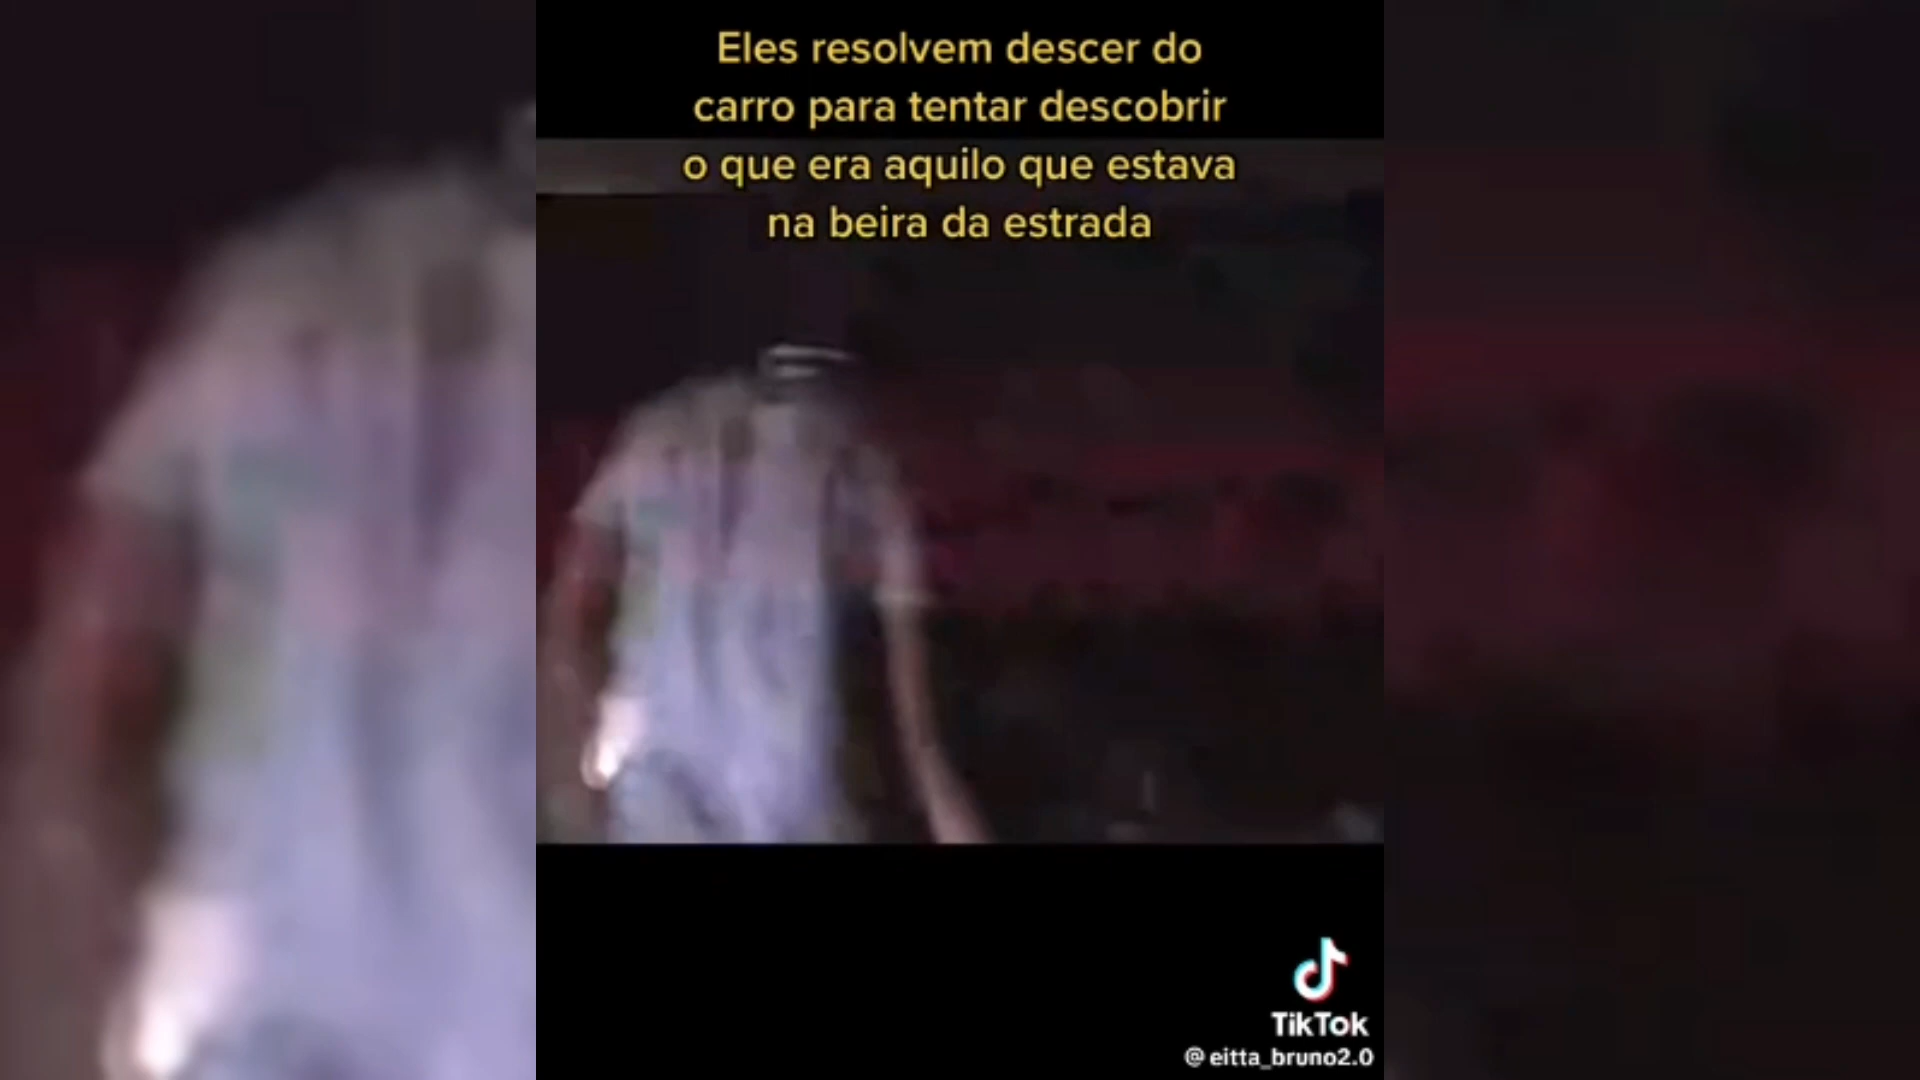 Eles resolvem descer do
carro para tentar descobrir
o que era aquilo que estava
na beira da estrada
TikTok
@eitta_bruno2.0